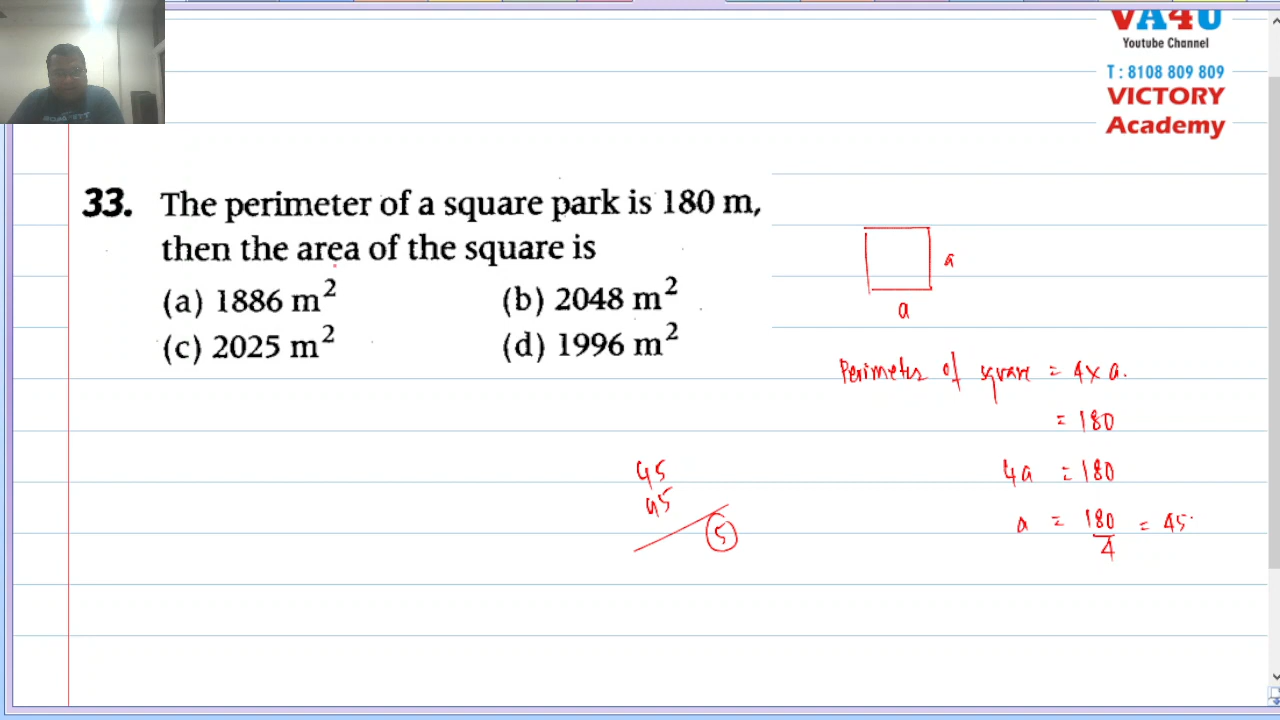 VA4U
Youtube Channel
T : 8108 809 809
VICTORY
Academy
33. The perimeter of a square park is 180 m,
then the area of the square is
(a) 1886 m² (b) 2048 m²
(c) 2025 m² (d) 1996 m²
a
a
Perimeter of square = 4 × a.
= 180
4a = 180
a = 180/4 = 45
45
45
5